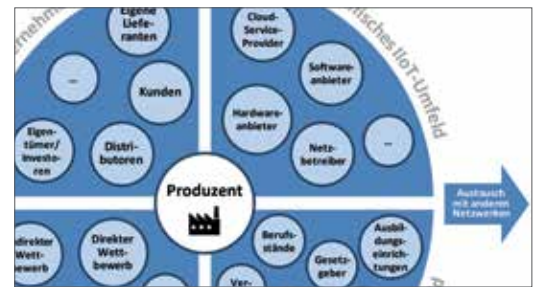 Eigene
Liefe-
ranten
...
Kunden
Eigen-
tümer/
Investo-
ren
Distri-
butoren
Cloud-
Service-
Provider
Software-
anbieter
Hardware-
anbieter
Netz-
betreiber
...
IIoT-Umfeld
Produzent
Austausch
mit anderen
Netzwerken
direkter
Wett-
bewerb
Direkter
Wett-
bewerb
Berufs-
stände
Gesetz-
geber
Ausbil-
dungs-
einrich-
tungen
Ver-